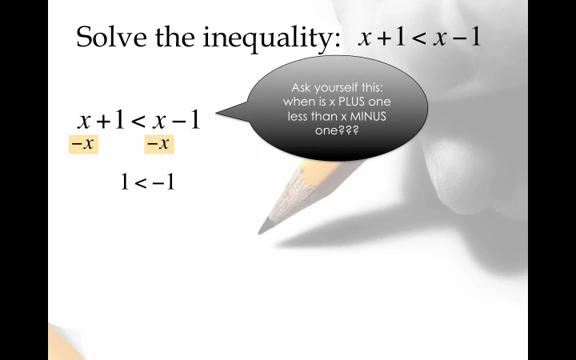 Solve the inequality: x + 1 < x − 1
Ask yourself this:
when is x PLUS one
less than x MINUS
one???
x + 1 < x − 1
−x −x
1 < −1